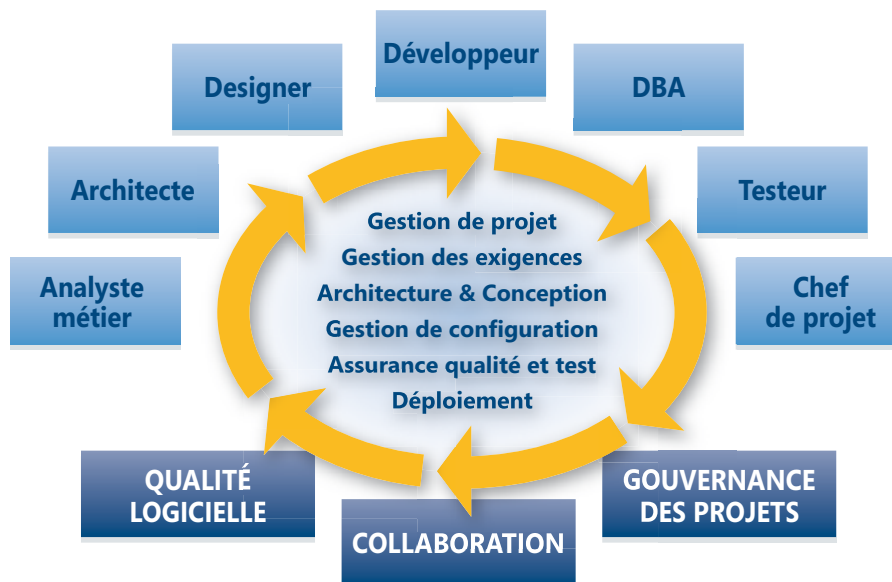 Développeur
Designer
DBA
Architecte
Testeur
Analyste
métier
Chef
de projet
Gestion de projet
Gestion des exigences
Architecture & Conception
Gestion de configuration
Assurance qualité et test
Déploiement
QUALITÉ
LOGICIELLE
COLLABORATION
GOUVERNANCE
DES PROJETS